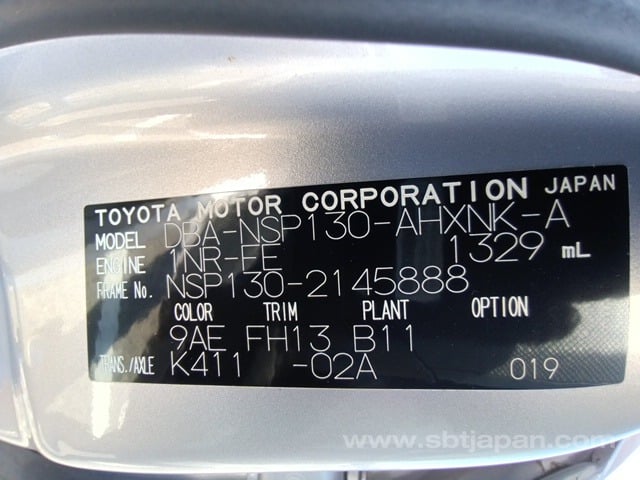 TOYOTA MOTOR CORPORATION JAPAN
MODEL DBA-NSP130-AHXNK-A
ENGINE 1NR-FE 1329 mL
FRAME No. NSP130-2145888
COLOR TRIM PLANT OPTION
9AE FH13 B11
TRANS./AXLE K411 -02A 019
www.sbtjapan.com